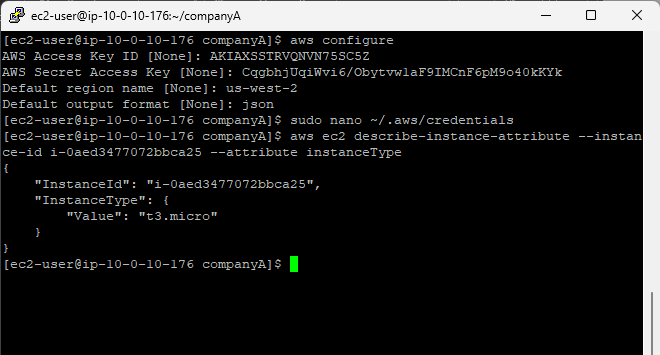 ec2-user@ip-10-0-10-176:~/companyA
[ec2-user@ip-10-0-10-176 companyA]$ aws configure
AWS Access Key ID [None]: AKIAXSSTRVQNVN75SC5Z
AWS Secret Access Key [None]: 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
Default region name [None]: us-west-2
Default output format [None]: json
[ec2-user@ip-10-0-10-176 companyA]$ sudo nano ~/.aws/credentials
[ec2-user@ip-10-0-10-176 companyA]$ aws ec2 describe-instance-attribute --instan
ce-id i-0aed3477072bbca25 --attribute instanceType
{
    "InstanceId": "i-0aed3477072bbca25",
    "InstanceType": {
        "Value": "t3.micro"
    }
}
[ec2-user@ip-10-0-10-176 companyA]$